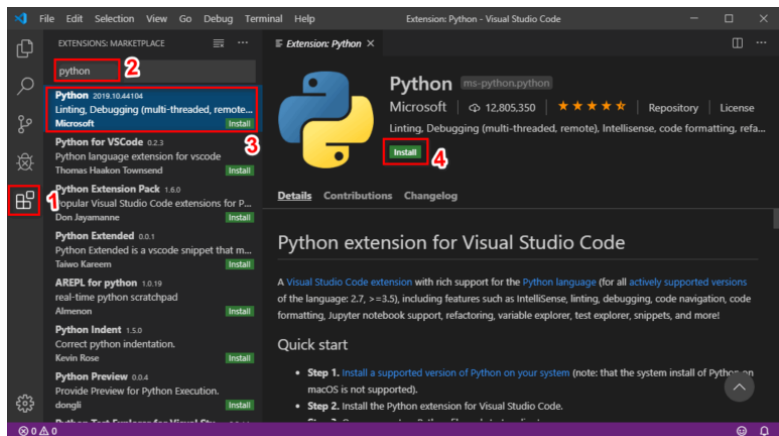 File Edit Selection View Go Debug Terminal Help
Extension: Python - Visual Studio Code
EXTENSIONS: MARKETPLACE
python
2
Python 2019.10.44104
Linting, Debugging (multi-threaded, remote...
Microsoft Install
3
Python for VSCode 0.2.3
Python language extension for vscode
Thomas Haakon Townsend Install
1
Python Extension Pack 1.6.0
Popular Visual Studio Code extensions for P...
Don Jayamanne Install
Python Extended 0.0.1
Python Extended is a vscode snippet that m...
Taiwo Kareem Install
AREPL for python 1.0.19
real-time python scratchpad
Almenon Install
Python Indent 1.5.0
Correct python indentation.
Kevin Rose Install
Python Preview 0.0.4
Provide Preview for Python Execution.
dongli Install
Extension: Python
Python ms-python.python
Microsoft 12,805,350 Repository License
Linting, Debugging (multi-threaded, remote), Intellisense, code formatting, refa...
Install
4
Details Contributions Changelog
Python extension for Visual Studio Code
A Visual Studio Code extension with rich support for the Python language (for all actively supported versions
of the language: 2.7, >=3.5), including features such as IntelliSense, linting, debugging, code navigation, code
formatting, Jupyter notebook support, refactoring, variable explorer, test explorer, snippets, and more!
Quick start
• Step 1. Install a supported version of Python on your system (note: that the system install of Python on
macOS is not supported).
• Step 2. Install the Python extension for Visual Studio Code.
0 0